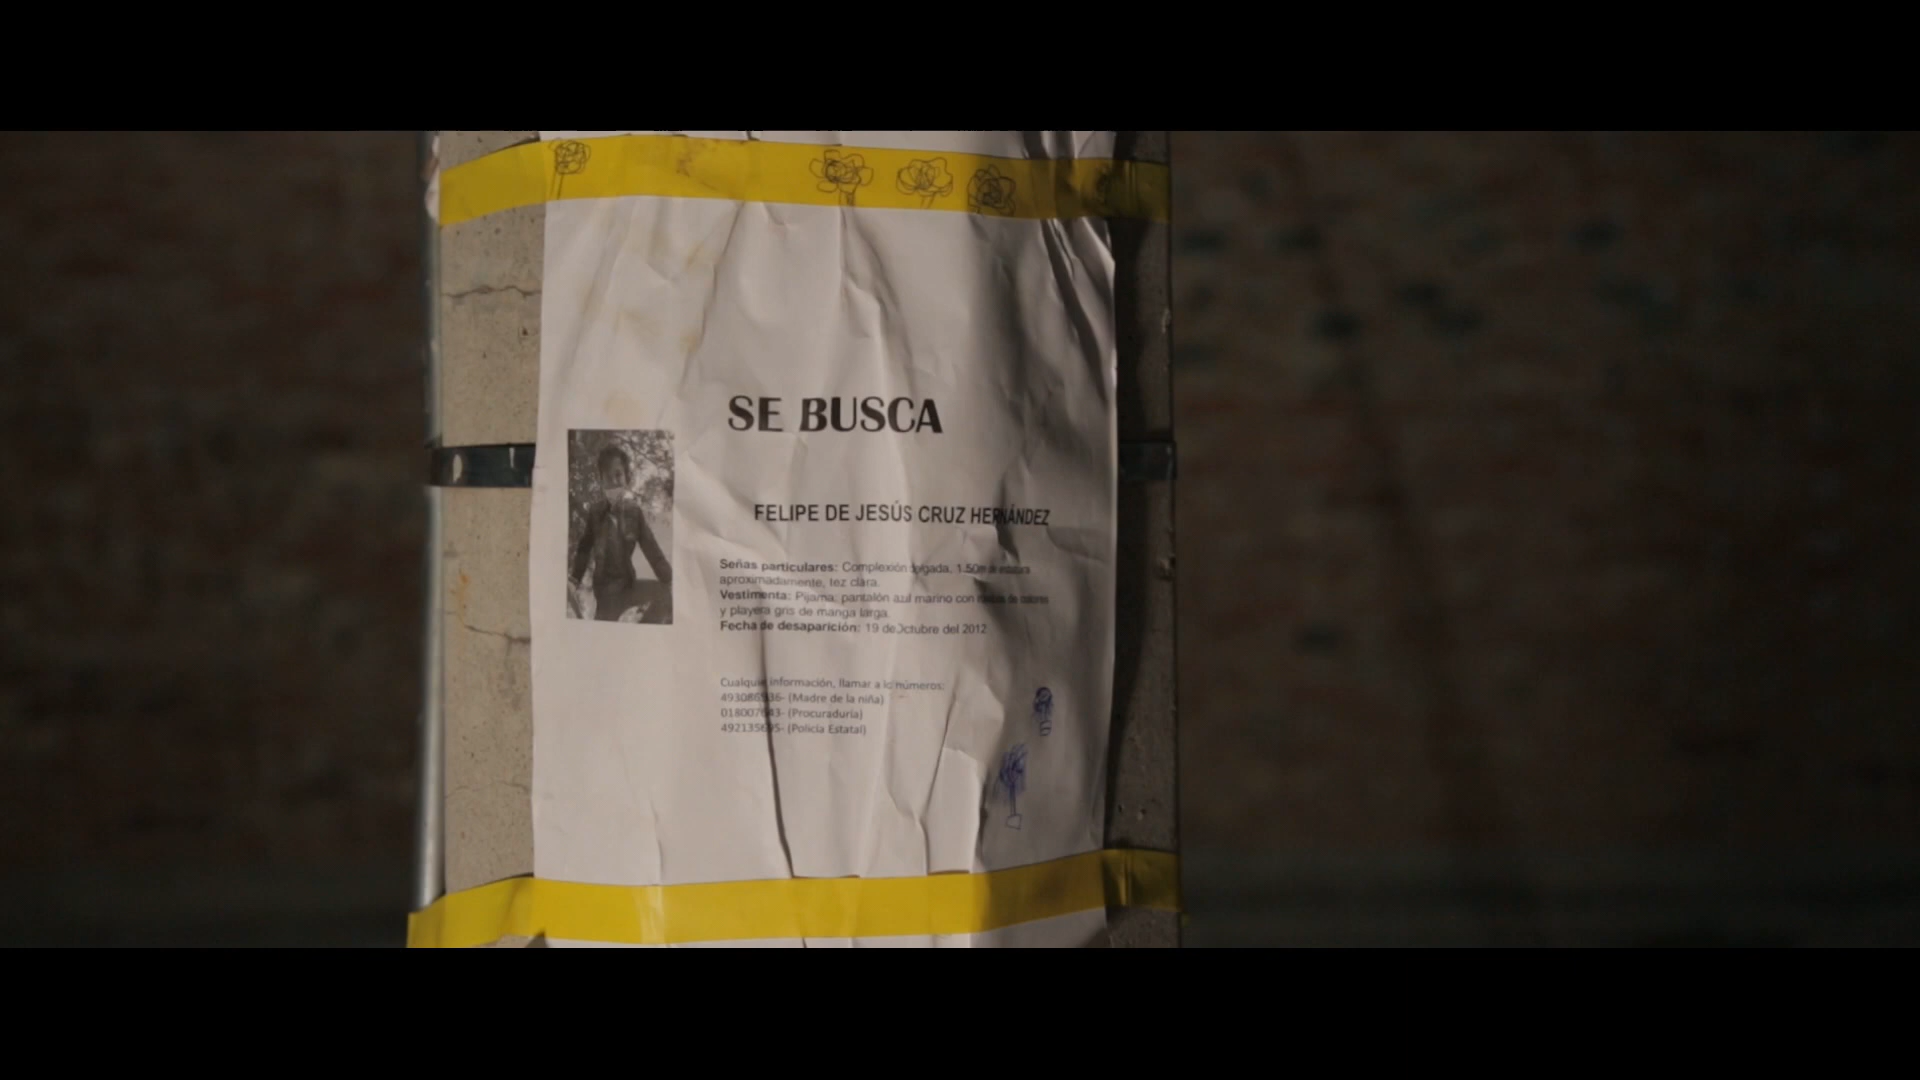 SE BUSCA
FELIPE DE JESÚS CRUZ HERNÁNDEZ
Señas particulares: Complexión 1.50m de estatura
aproximadamente, tez clara.
Vestimenta: Pijama: pantalón azul marino con de colores
y playera gris de manga larga.
Fecha de desaparición: 19 de Octubre del 2012
información, llamar a números:
(Madre de la niña)
(Procuraduría)
(Policía Estatal)